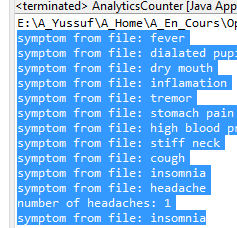 <terminated> AnalyticsCounter [Java App
E:\A_Yussuf\A_Home\A_En_Cours\Op
symptom from file: fever
symptom from file: dialated pup
symptom from file: dry mouth
symptom from file: inflamation
symptom from file: tremor
symptom from file: stomach pain
symptom from file: high blood pr
symptom from file: stiff neck
symptom from file: cough
symptom from file: insomnia
symptom from file: headache
number of headaches: 1
symptom from file: insomnia